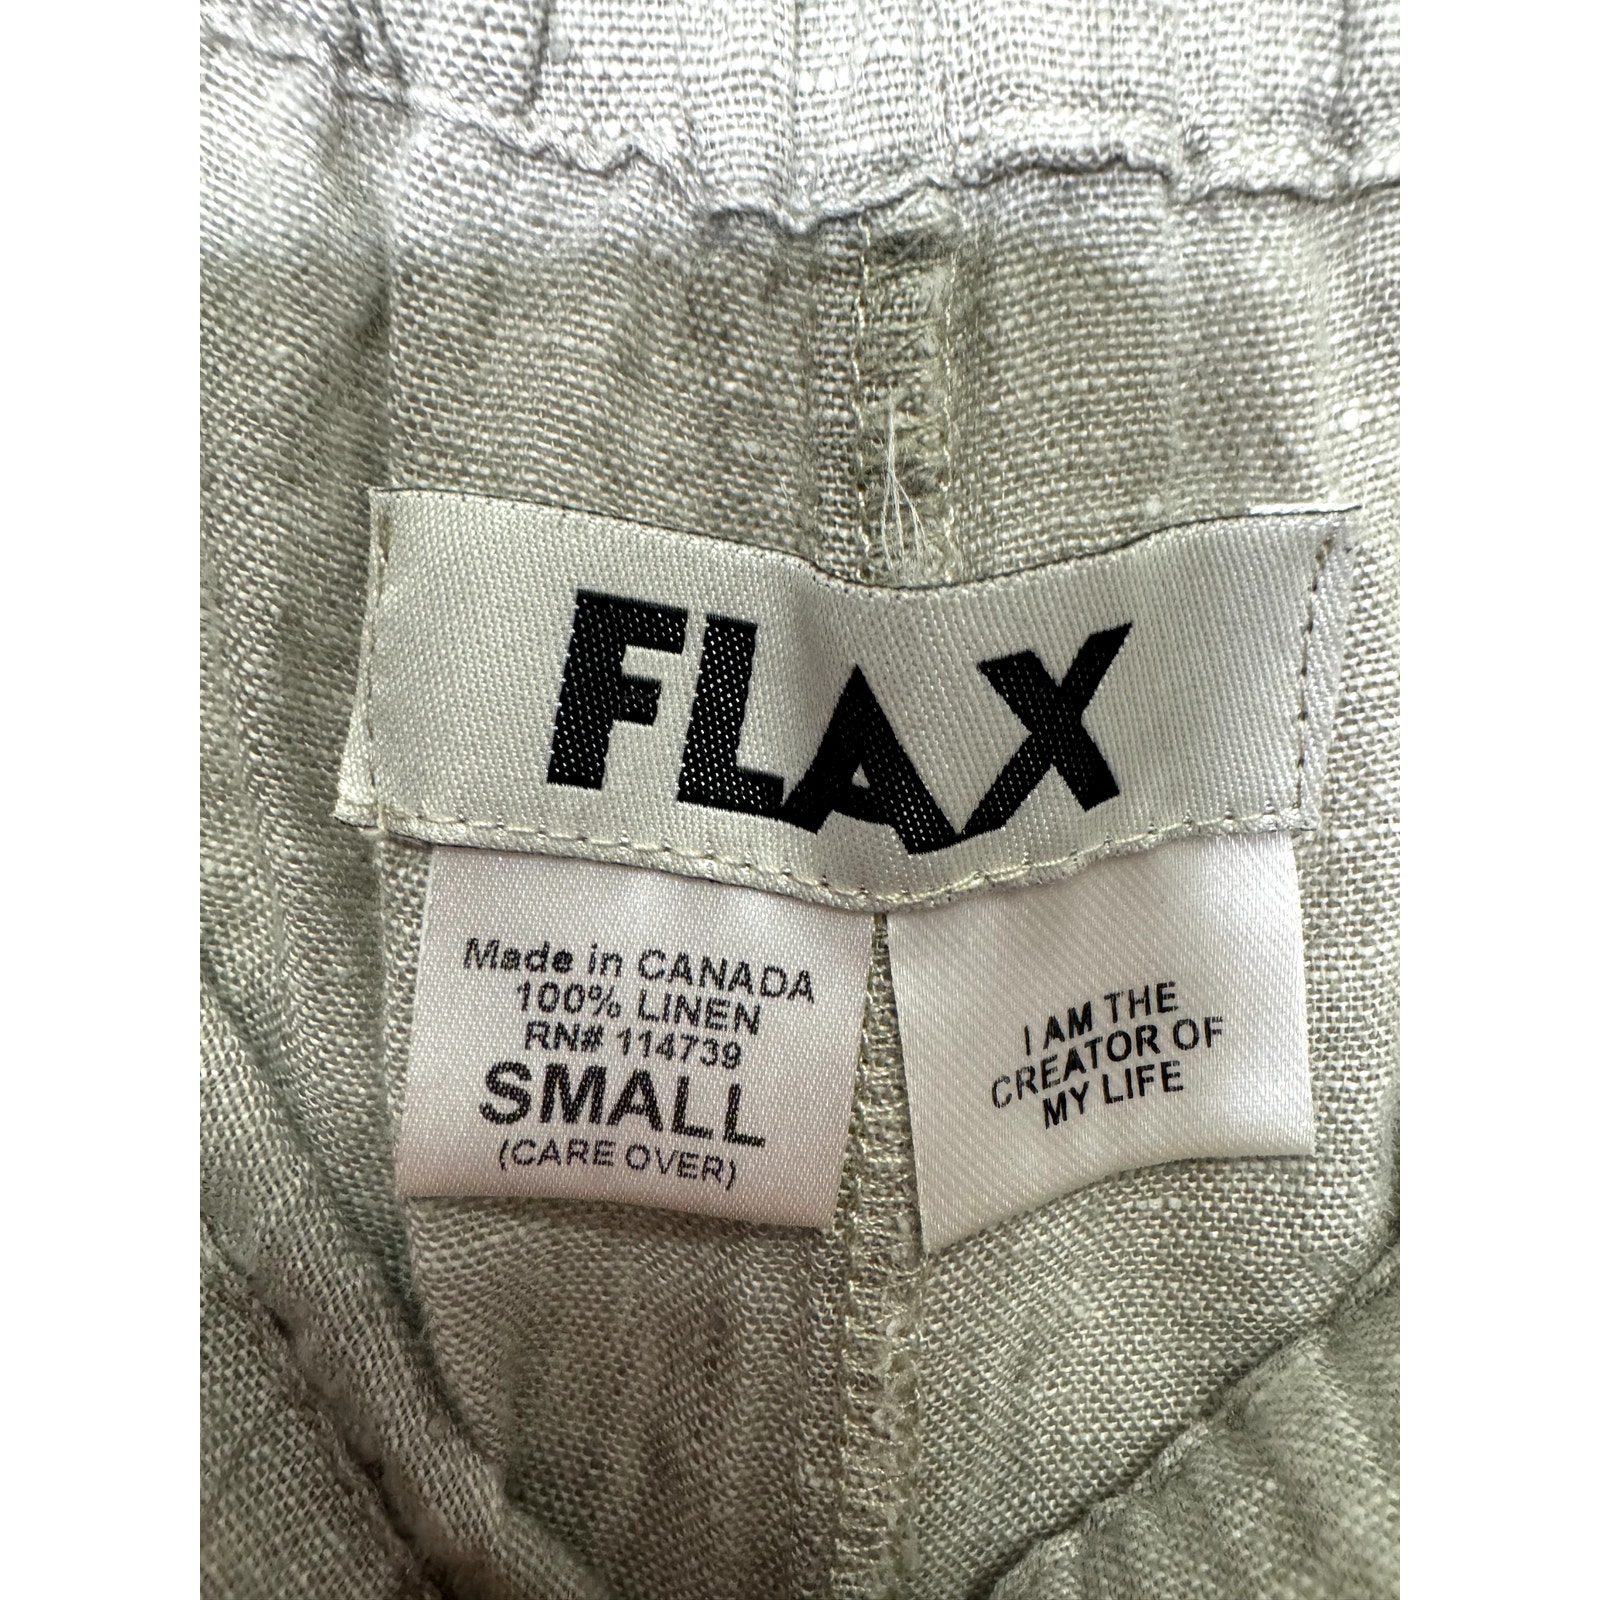 FLAX
Made in CANADA
100% LINEN
RN# 114739
SMALL
(CARE OVER)
I AM THE
CREATOR OF
MY LIFE